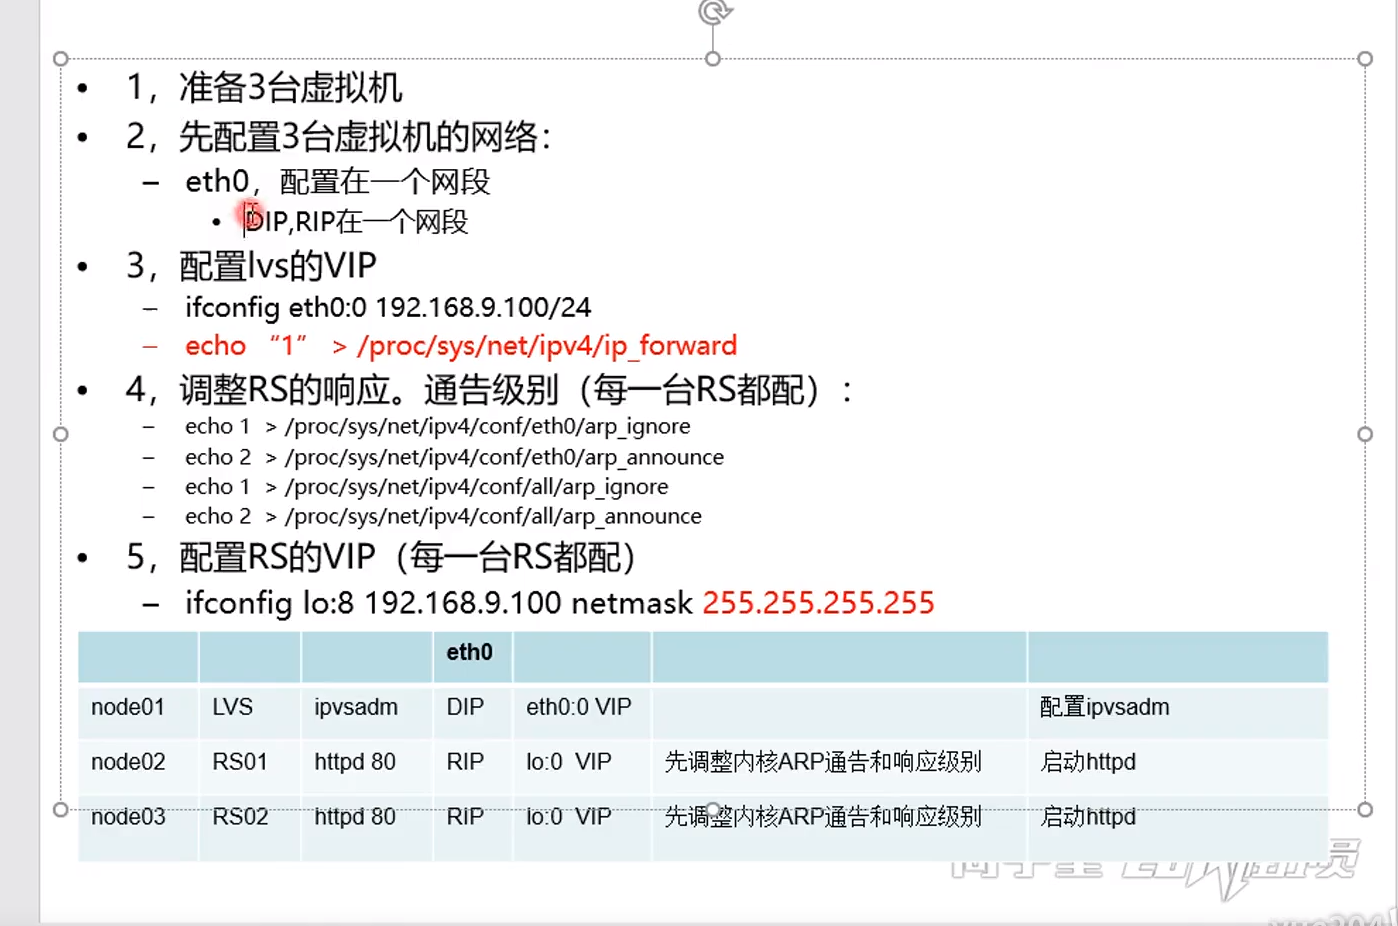 • 1，准备3台虚拟机
• 2，先配置3台虚拟机的网络：
– eth0，配置在一个网段
• DIP,RIP在一个网段
• 3，配置lvs的VIP
– ifconfig eth0:0 192.168.9.100/24
– echo “1” > /proc/sys/net/ipv4/ip_forward
• 4，调整RS的响应。通告级别（每一台RS都配）：
– echo 1 > /proc/sys/net/ipv4/conf/eth0/arp_ignore
– echo 2 > /proc/sys/net/ipv4/conf/eth0/arp_announce
– echo 1 > /proc/sys/net/ipv4/conf/all/arp_ignore
– echo 2 > /proc/sys/net/ipv4/conf/all/arp_announce
• 5，配置RS的VIP（每一台RS都配）
– ifconfig lo:8 192.168.9.100 netmask 255.255.255.255
eth0
node01 LVS ipvsadm DIP eth0:0 VIP 配置ipvsadm
node02 RS01 httpd 80 RIP lo:0 VIP 先调整内核ARP通告和响应级别 启动httpd
node03 RS02 httpd 80 RIP lo:0 VIP 先调整内核ARP通告和响应级别 启动httpd